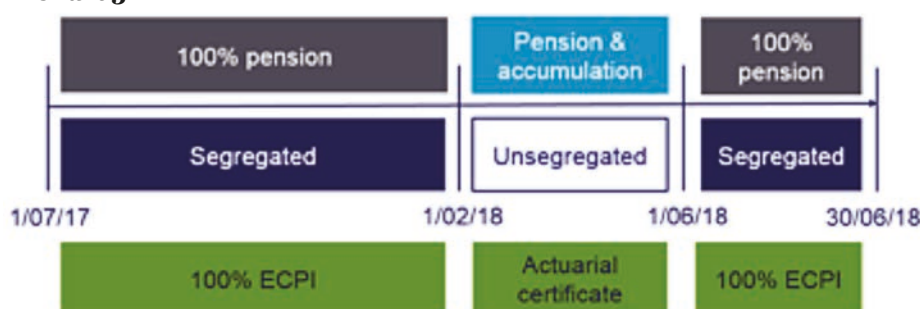 100% pension
Pension &
accumulation
100%
pension
Segregated
Unsegregated
Segregated
1/07/17
1/02/18
1/06/18
30/06/18
100% ECPI
Actuarial
certificate
100% ECPI